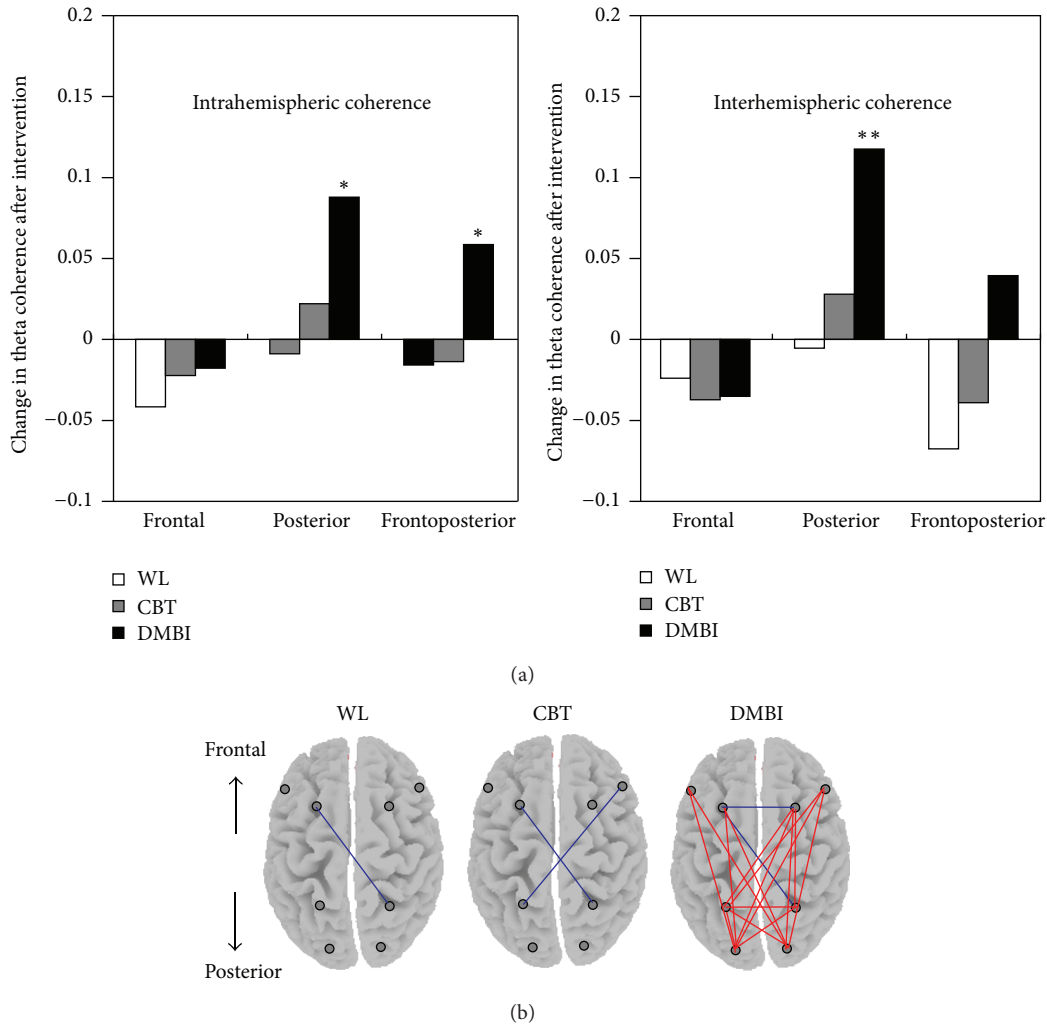 0.2
0.15
0.1
0.05
0
−0.05
−0.1
Change in theta coherence after intervention
Intrahemispheric coherence
*
*
Frontal Posterior Frontoposterior
WL
CBT
DMBI
0.2
0.15
0.1
0.05
0
−0.05
−0.1
Change in theta coherence after intervention
Interhemispheric coherence
**
Frontal Posterior Frontoposterior
WL
CBT
DMBI
(a)
WL CBT DMBI
Frontal
Posterior
(b)